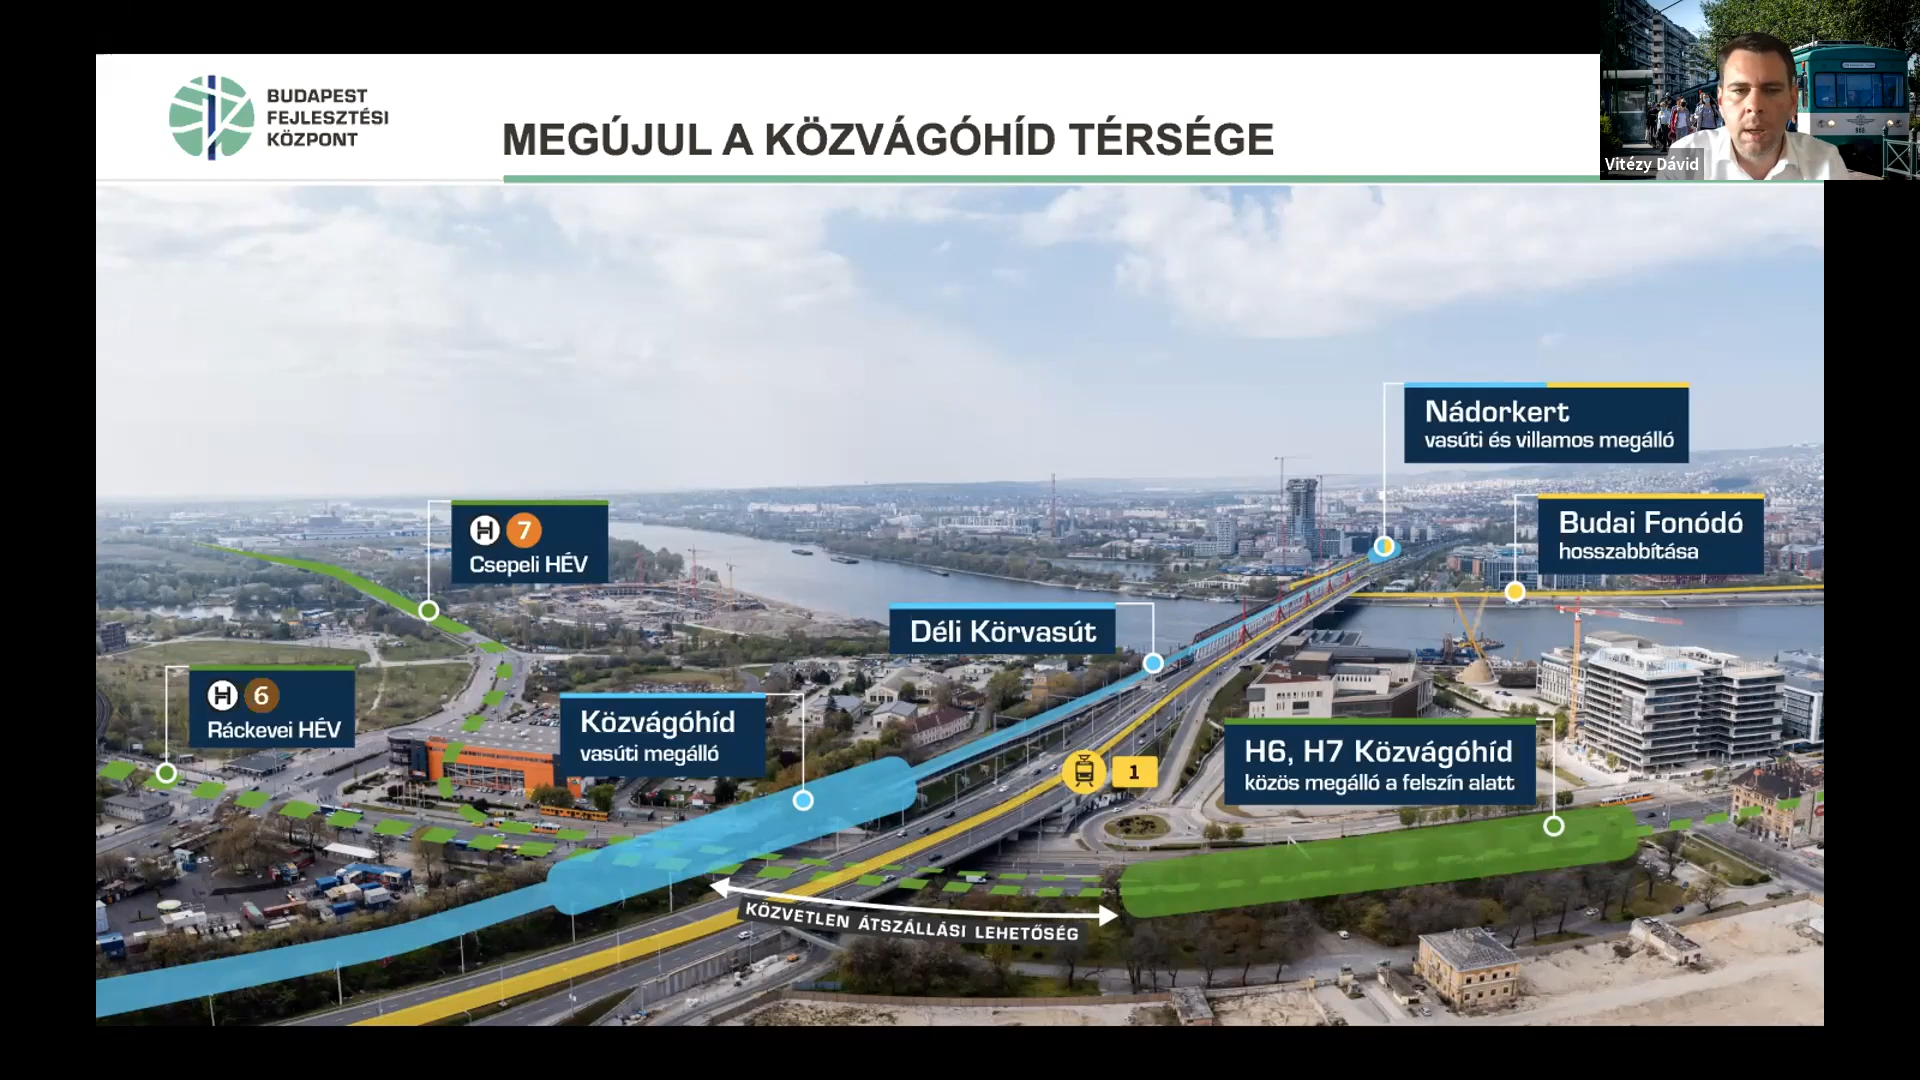 BUDAPEST
FEJLESZTÉSI
KÖZPONT
MEGÚJUL A KÖZVÁGÓHÍD TÉRSÉGE
Vitézy Dávid
Nádorkert
vasúti és villamos megálló
Budai Fonódó
hosszabbítása
H 7
Csepeli HÉV
Déli Körvasút
H 6
Ráckevei HÉV
Közvágóhíd
vasúti megálló
1
H6, H7 Közvágóhíd
közös megálló a felszín alatt
KÖZVETLEN ÁTSZÁLLÁSI LEHETŐSÉG